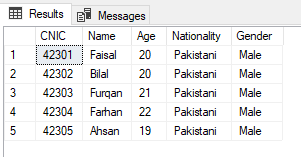 Results Messages
CNIC Name Age Nationality Gender
1 42301 Faisal 20 Pakistani Male
2 42302 Bilal 20 Pakistani Male
3 42303 Furqan 21 Pakistani Male
4 42304 Farhan 22 Pakistani Male
5 42305 Ahsan 19 Pakistani Male